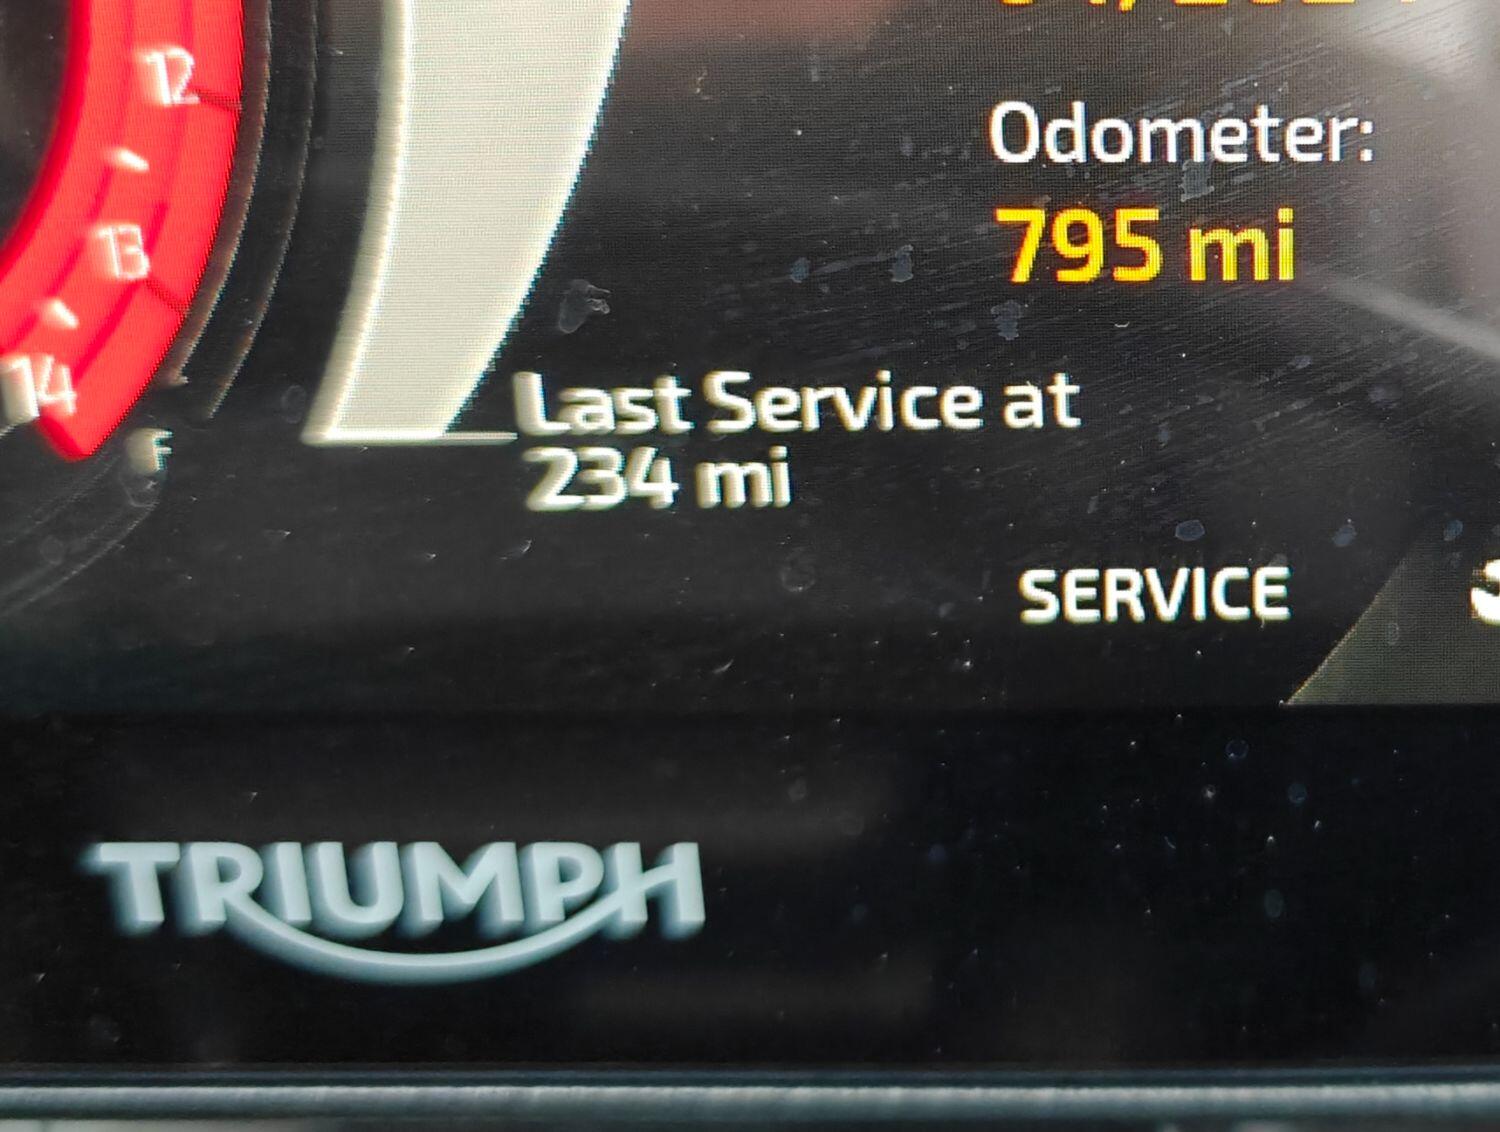 12
Odometer:
13
795 mi
14
Last Service at
234 mi
F
SERVICE
TRIUMPH